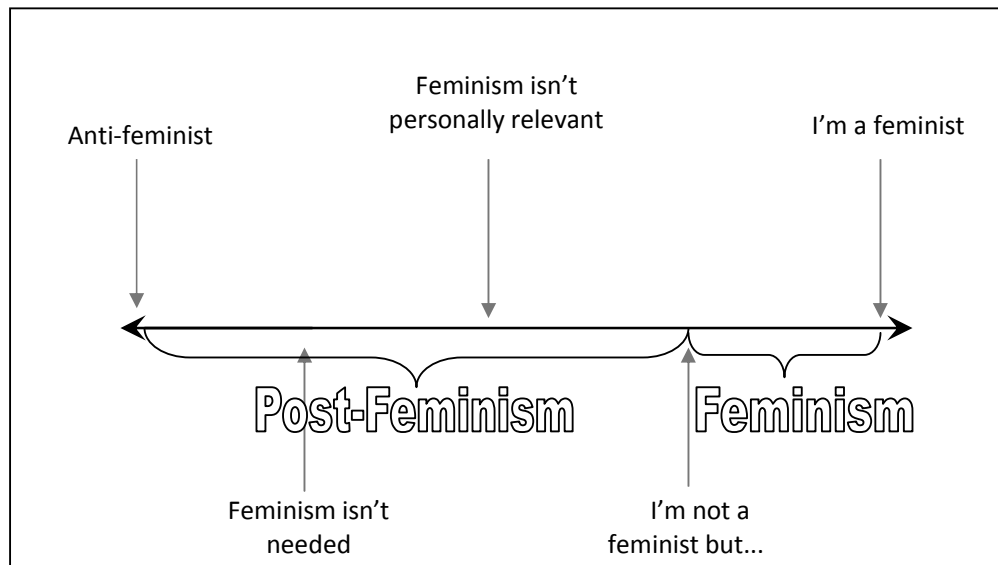 Feminism isn’t
personally relevant
Anti-feminist
I’m a feminist
Post-Feminism
Feminism
Feminism isn’t
needed
I’m not a
feminist but...